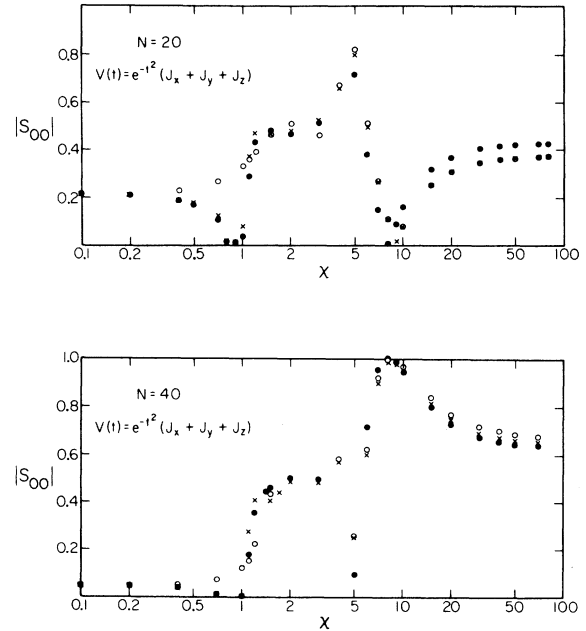 N = 20
V(t) = e^{-t^2} (J_x + J_y + J_z)
|S_{00}|
0.8
0.6
0.4
0.2
0.1 0.2 0.5 1 2 5 10 20 50 100
χ
N = 40
V(t) = e^{-t^2} (J_x + J_y + J_z)
|S_{00}|
1.0
0.8
0.6
0.4
0.2
0.1 0.2 0.5 1 2 5 10 20 50 100
χ